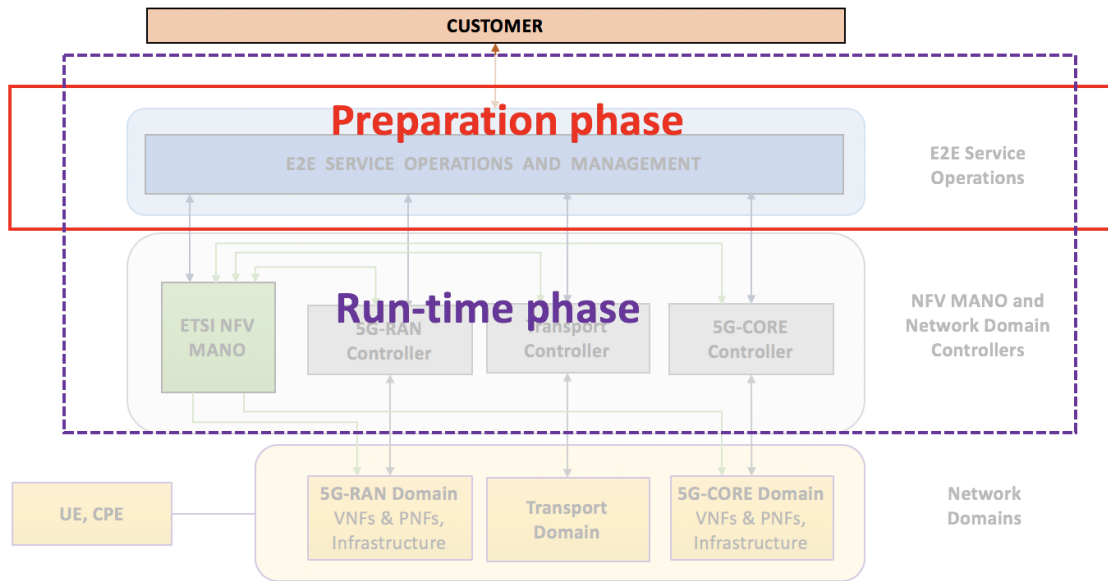 CUSTOMER
Preparation phase
E2E SERVICE OPERATIONS AND MANAGEMENT
E2E Service
Operations
Run-time phase
ETSI NFV
MANO
5G-RAN
Controller
Transport
Controller
5G-CORE
Controller
NFV MANO and
Network Domain
Controllers
UE, CPE
5G-RAN Domain
VNFs & PNFs,
Infrastructure
Transport
Domain
5G-CORE Domain
VNFs & PNFs,
Infrastructure
Network
Domains